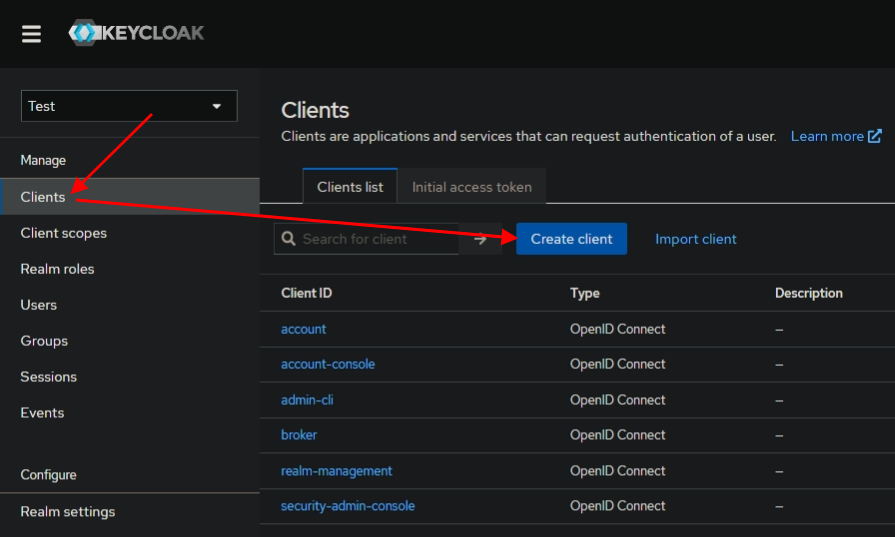 KEYCLOAK
Test
Manage
Clients
Client scopes
Realm roles
Users
Groups
Sessions
Events
Configure
Realm settings
Clients
Clients are applications and services that can request authentication of a user. Learn more
Clients list Initial access token
Search for client Create client Import client
Client ID Type Description
account OpenID Connect –
account-console OpenID Connect –
admin-cli OpenID Connect –
broker OpenID Connect –
realm-management OpenID Connect –
security-admin-console OpenID Connect –